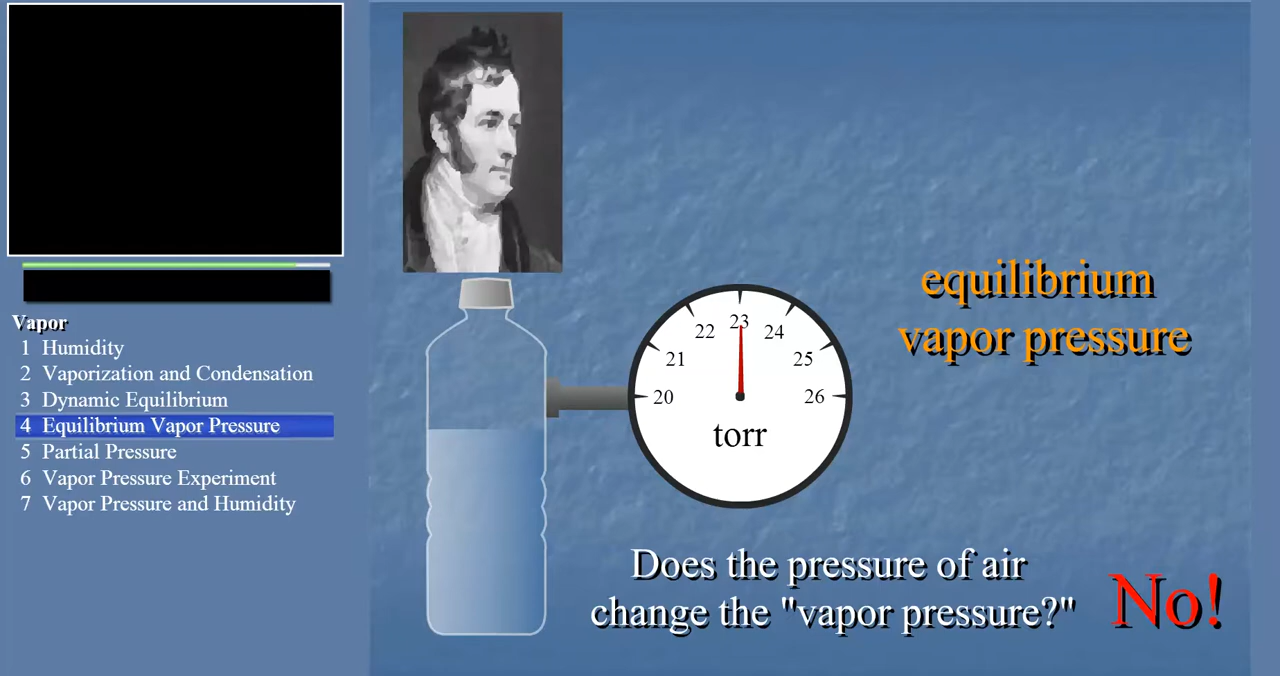 Vapor
1 Humidity
2 Vaporization and Condensation
3 Dynamic Equilibrium
4 Equilibrium Vapor Pressure
5 Partial Pressure
6 Vapor Pressure Experiment
7 Vapor Pressure and Humidity
20 21 22 23 24 25 26
torr
equilibrium
vapor pressure
Does the pressure of air
change the "vapor pressure?"
No!